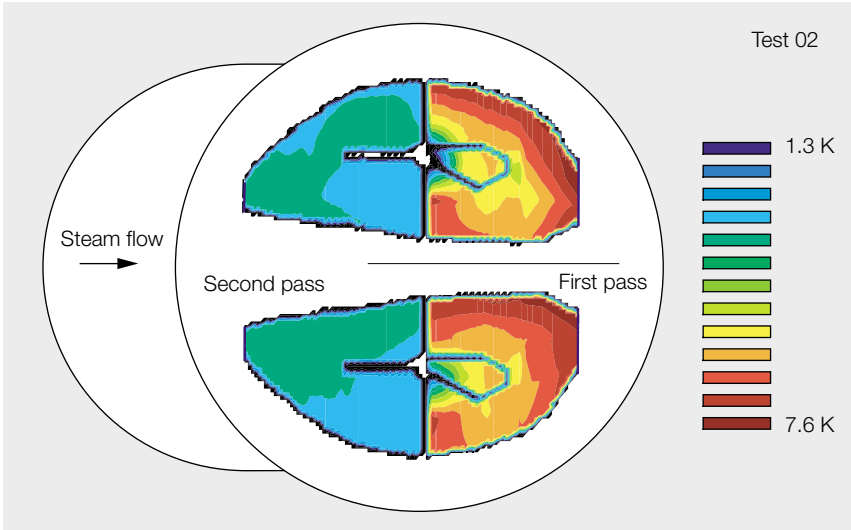 Test 02
1.3 K
Steam flow
Second pass
First pass
7.6 K